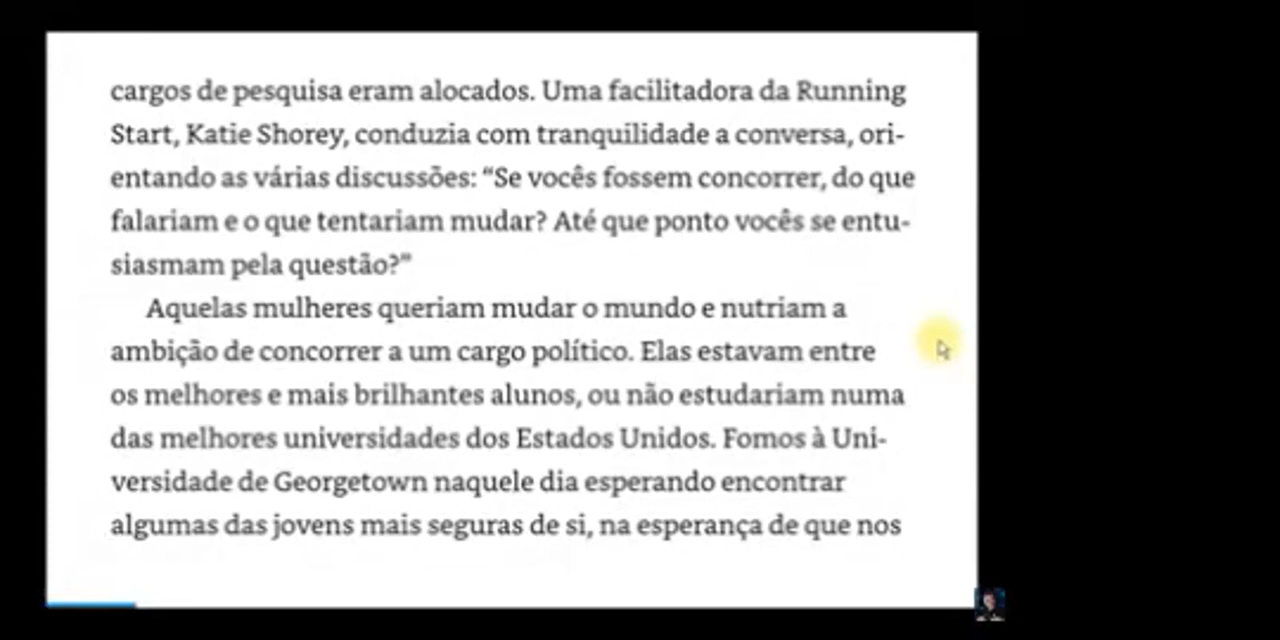 cargos de pesquisa eram alocados. Uma facilitadora da Running
Start, Katie Shorey, conduzia com tranquilidade a conversa, ori-
entando as várias discussões: “Se vocês fossem concorrer, do que
falariam e o que tentariam mudar? Até que ponto vocês se entu-
siasmam pela questão?”
Aquelas mulheres queriam mudar o mundo e nutriam a
ambição de concorrer a um cargo político. Elas estavam entre
os melhores e mais brilhantes alunos, ou não estudariam numa
das melhores universidades dos Estados Unidos. Fomos à Uni-
versidade de Georgetown naquele dia esperando encontrar
algumas das jovens mais seguras de si, na esperança de que nos